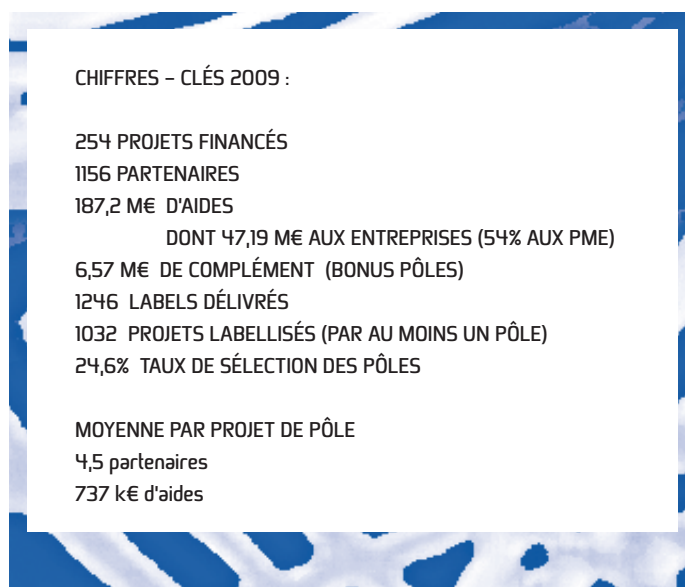 CHIFFRES – CLÉS 2009 :
254 PROJETS FINANCÉS
1156 PARTENAIRES
187,2 M€ D'AIDES
DONT 47,19 M€ AUX ENTREPRISES (54% AUX PME)
6,57 M€ DE COMPLÉMENT (BONUS PÔLES)
1246 LABELS DÉLIVRÉS
1032 PROJETS LABELLISÉS (PAR AU MOINS UN PÔLE)
24,6% TAUX DE SÉLECTION DES PÔLES
MOYENNE PAR PROJET DE PÔLE
4,5 partenaires
737 k€ d'aides